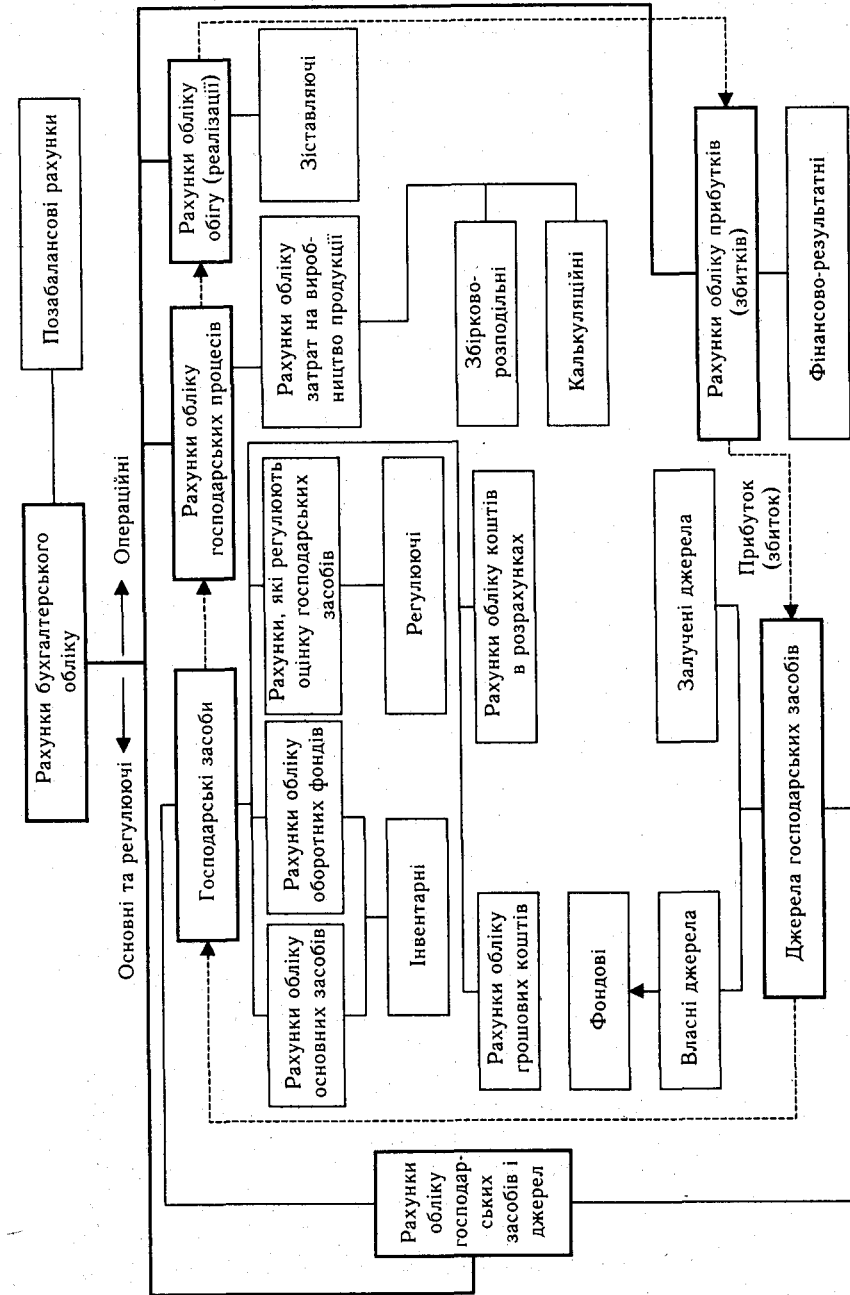 Рахунки бухгалтерського
обліку
Позабалансові рахунки
Основні та регулюючі
Операційні
Господарські засоби
Рахунки обліку
господарських процесів
Рахунки обліку
обігу (реалізації)
Рахунки обліку
основних засобів
Рахунки обліку
оборотних фондів
Рахунки, які регулюють
оцінку господарських
засобів
Рахунки обліку
затрат на вироб-
ництво продукції
Зіставляючі
Інвентарні
Регулюючі
Збірково-
розподільні
Калькуляційні
Рахунки
обліку
господар-
ських
засобів і
джерел
Рахунки обліку
грошових коштів
Рахунки обліку коштів
в розрахунках
Фондові
Власні джерела
Залучені джерела
Прибуток
(збиток)
Рахунки обліку прибутків
(збитків)
Фінансово-результатні
Джерела господарських засобів